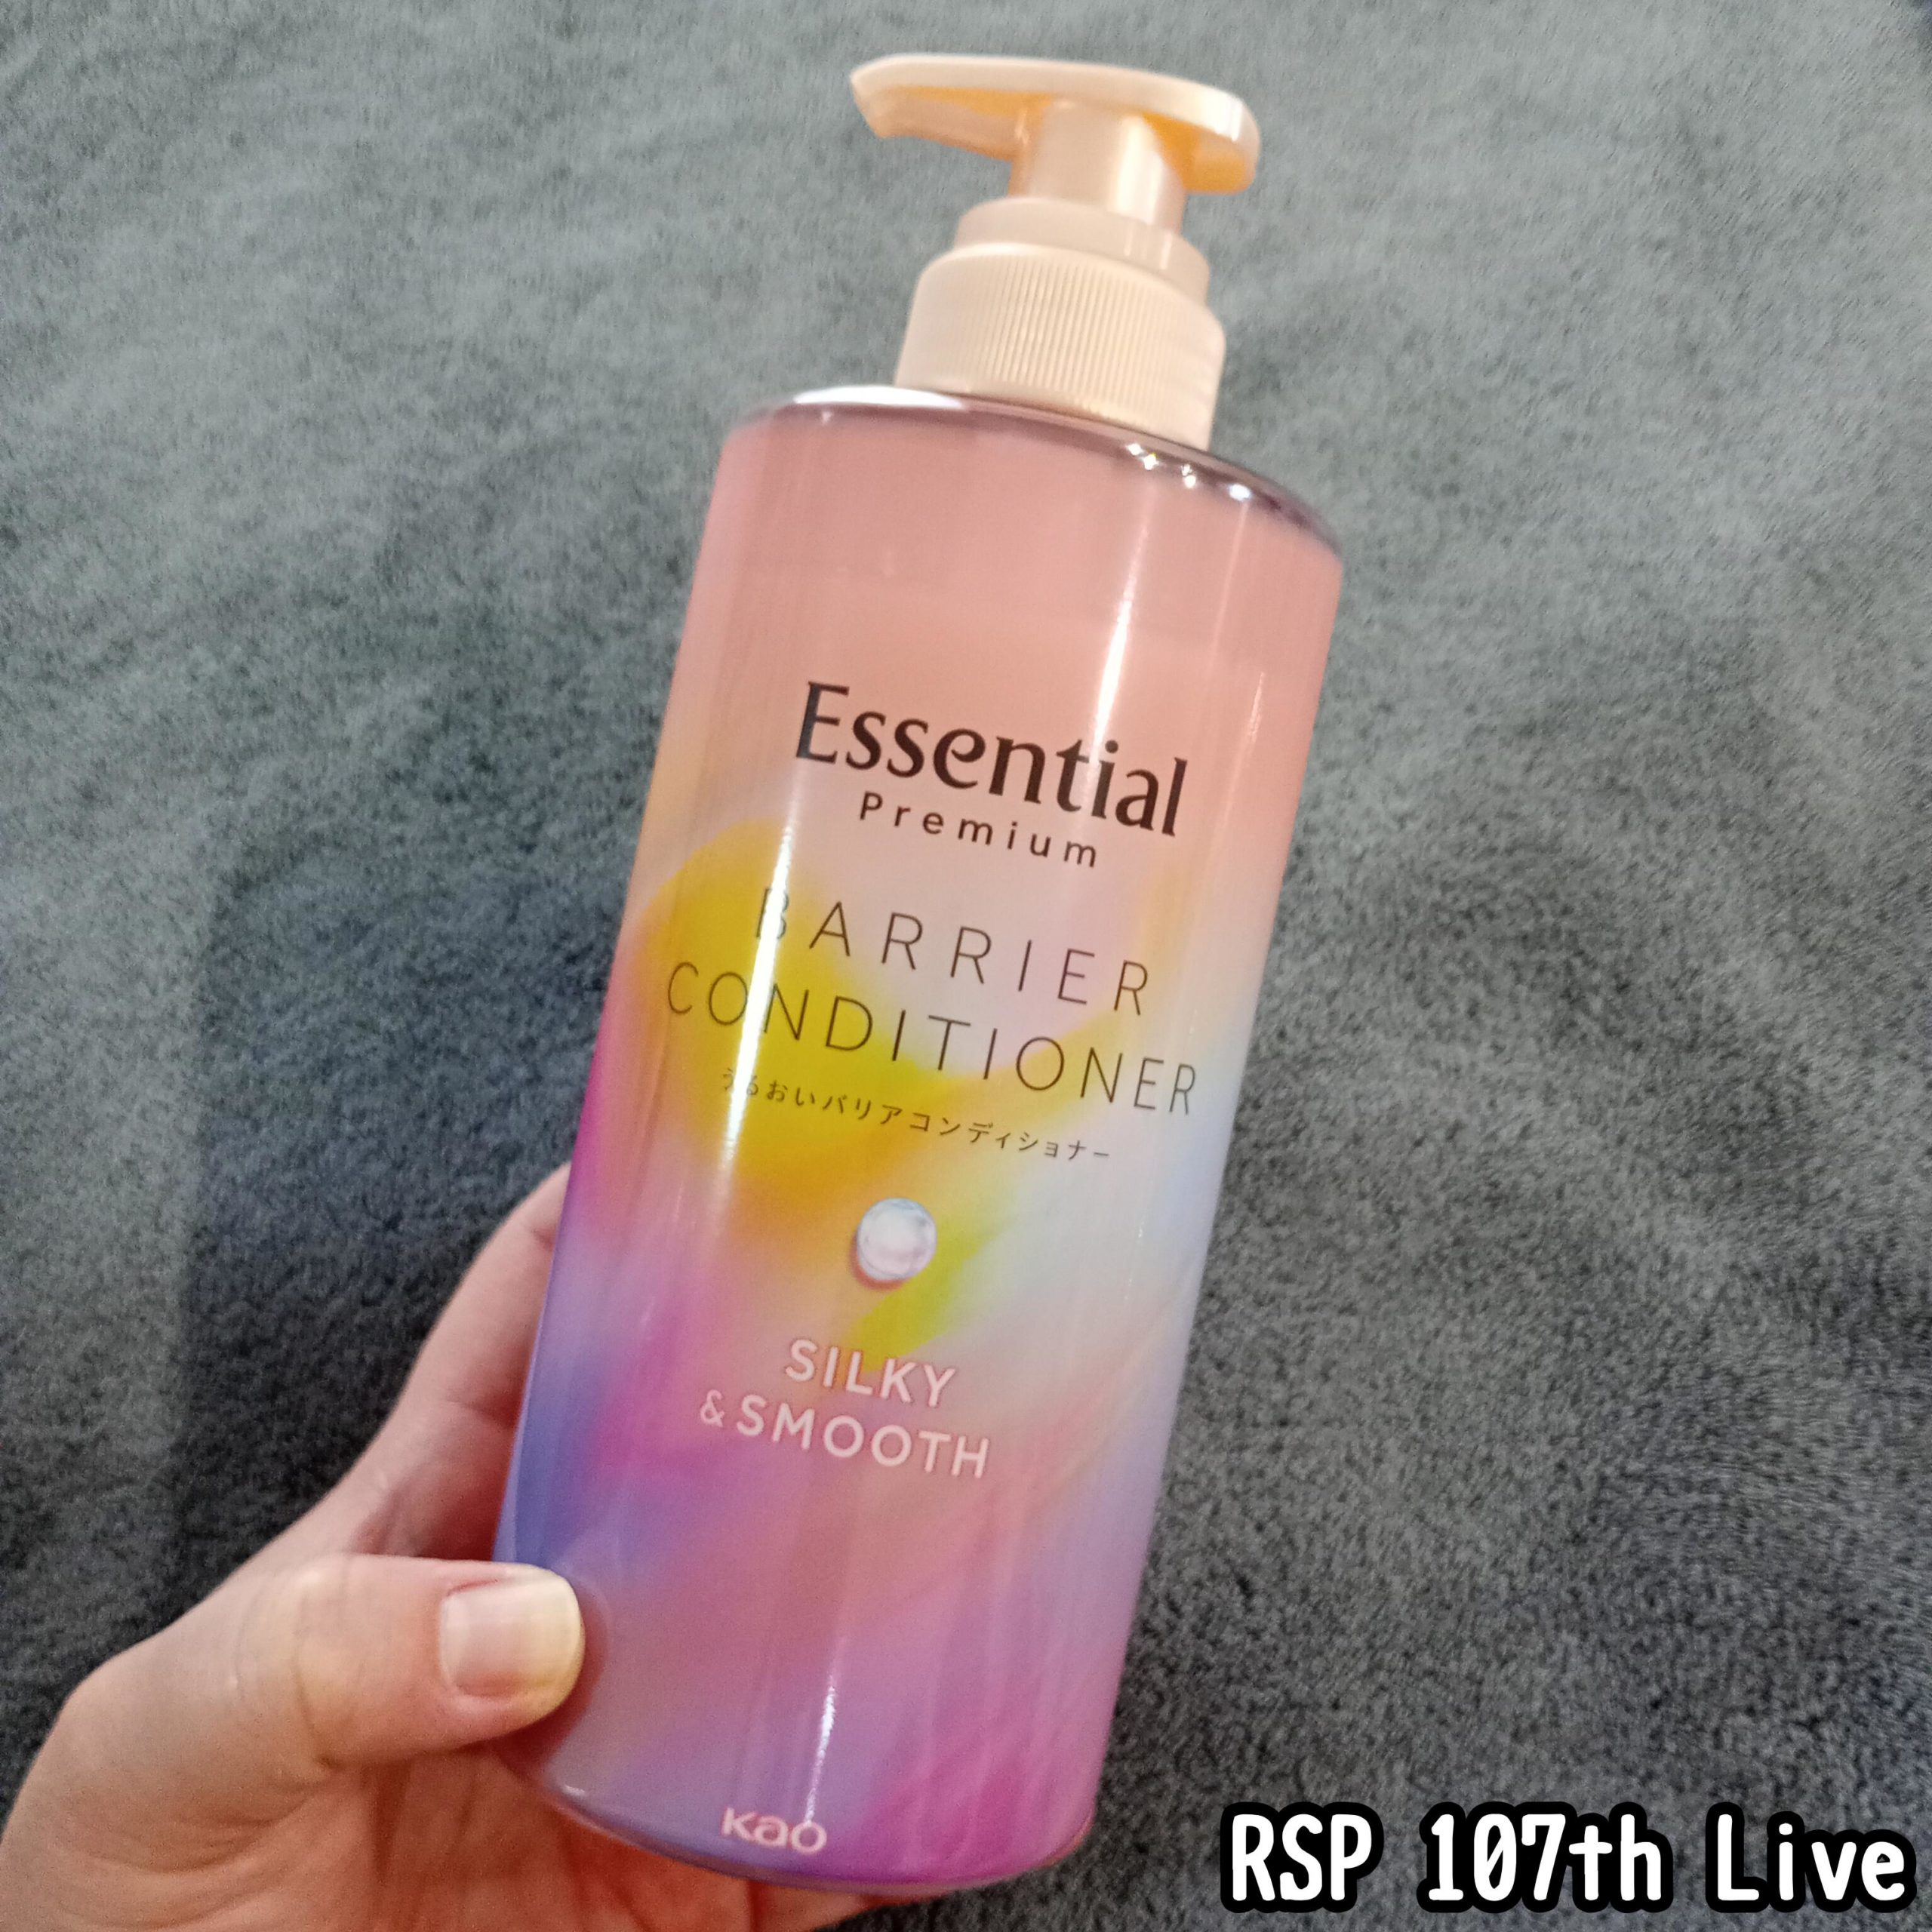 Essential
Premium
BARRIER
CONDITIONER
うるおいバリアコンディショナー
SILKY
& SMOOTH
Kao
RSP 107th Live